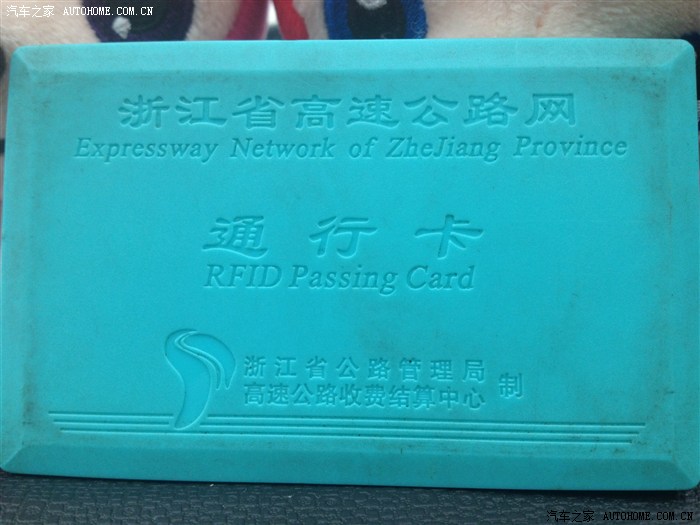 汽车之家 AUTOHOME.COM.CN
浙江省高速公路网
Expressway Network of ZheJiang Province
通行卡
RFID Passing Card
浙江省公路管理局
高速公路收费结算中心 制
汽车之家 AUTOHOME.COM.CN